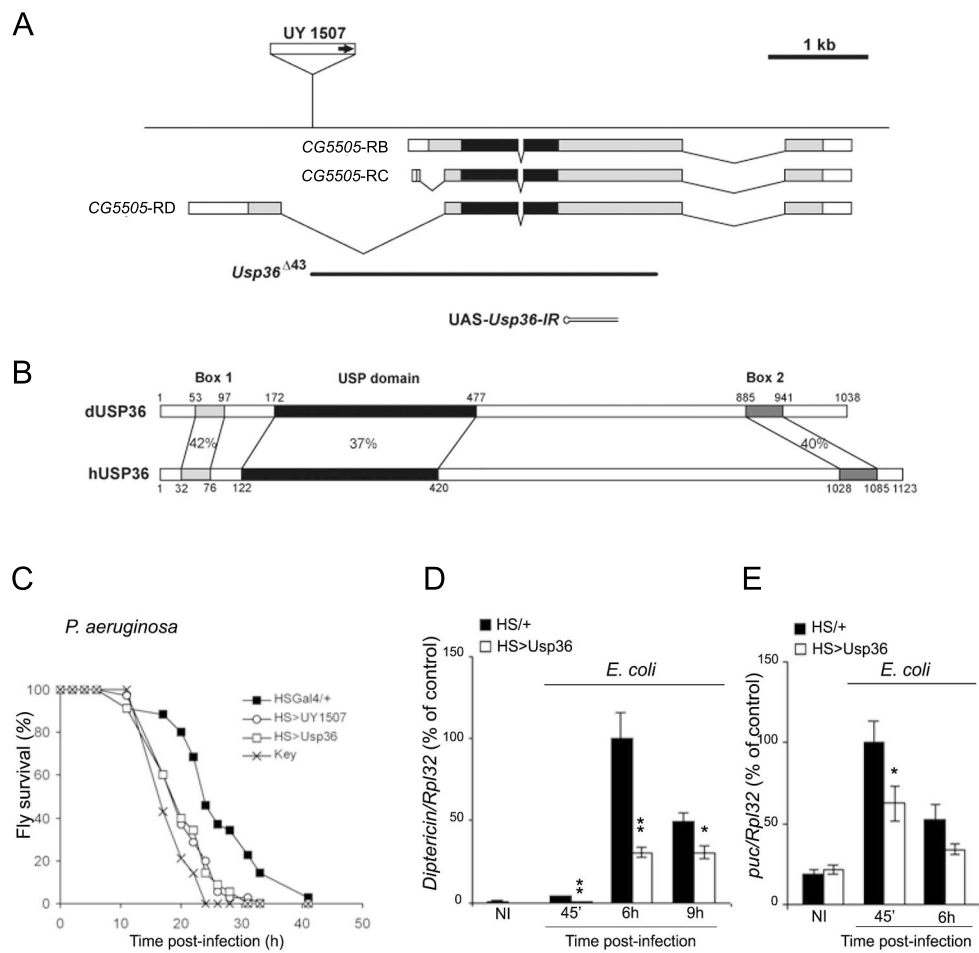 A
UY 1507
1 kb
CG5505-RB
CG5505-RC
CG5505-RD
Usp36 Δ43
UAS-Usp36-IR
B
Box 1
USP domain
Box 2
1 53 97 172 477 885 941 1038
dUSP36
42% 37% 40%
hUSP36
1 32 76 122 420 1028 1085 1123
C
P. aeruginosa
HSGal4/+
HS>UY1507
HS>Usp36
Key
Fly survival (%)
100
80
60
40
20
0
0 10 20 30 40 50
Time post-infection (h)
D
HS/+
HS>Usp36
E. coli
Diptericin/Rpl32 (% of control)
150
100
50
0
** ** *
NI 45' 6h 9h
Time post-infection
E
HS/+
HS>Usp36
E. coli
puc/Rpl32 (% of control)
150
100
50
0
*
NI 45' 6h
Time post-infection